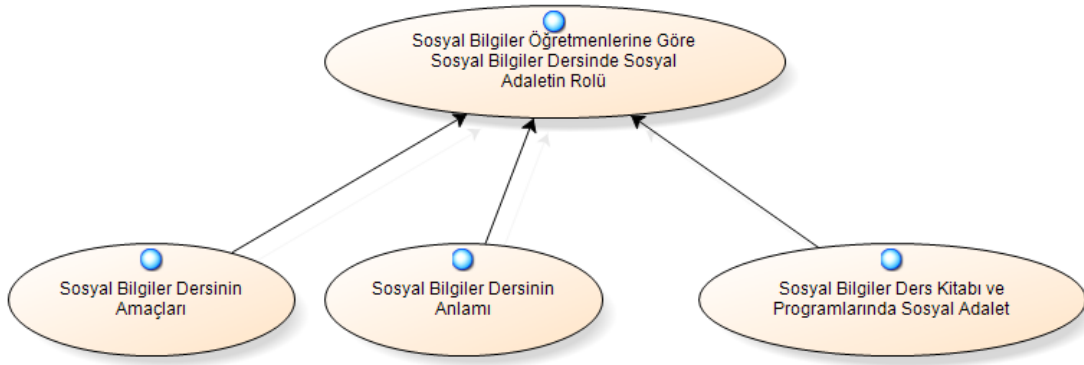 Sosyal Bilgiler Öğretmenlerine Göre
Sosyal Bilgiler Dersinde Sosyal
Adaletin Rolü
Sosyal Bilgiler Dersinin
Amaçları
Sosyal Bilgiler Dersinin
Anlamı
Sosyal Bilgiler Ders Kitabı ve
Programlarında Sosyal Adalet